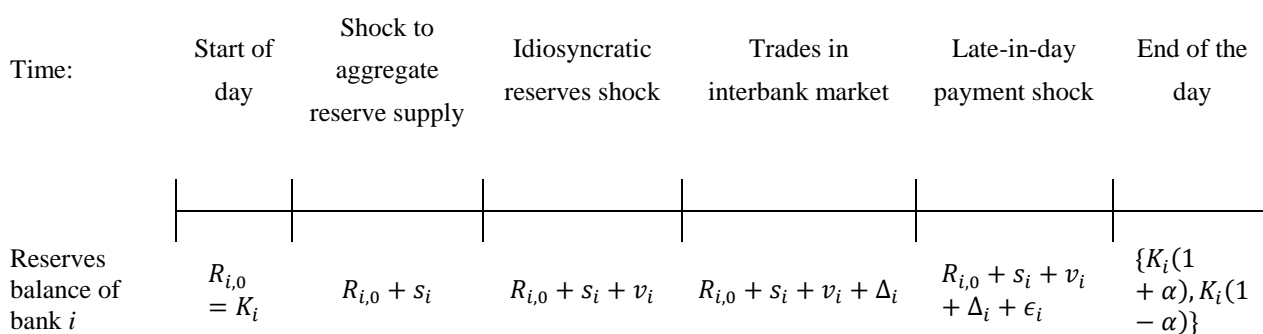 Time:
Start of
day
Shock to
aggregate
reserve supply
Idiosyncratic
reserves shock
Trades in
interbank market
Late-in-day
payment shock
End of the
day
Reserves
balance of
bank i
R_{i,0}
= K_i
R_{i,0} + s_i
R_{i,0} + s_i + v_i
R_{i,0} + s_i + v_i + Δ_i
R_{i,0} + s_i + v_i
+ Δ_i + ϵ_i
{K_i(1
+ α), K_i(1
− α)}